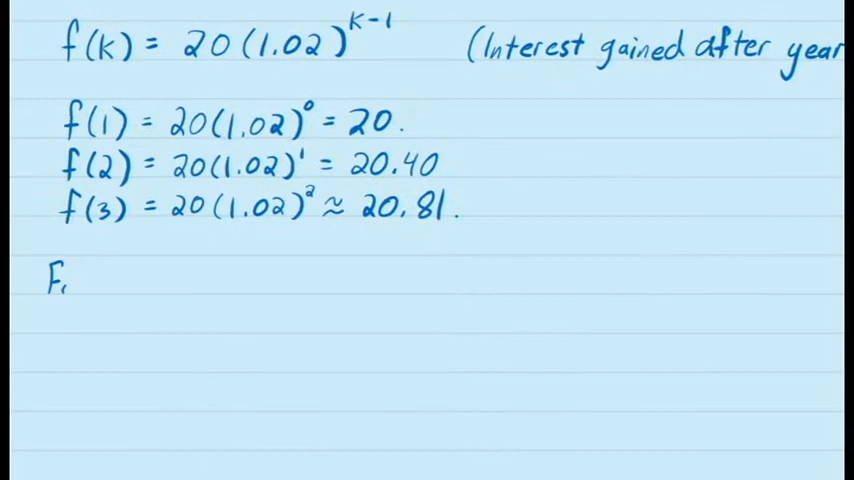 f(k) = 20(1.02)^{k-1} (Interest gained after year
f(1) = 20(1.02)^0 = 20.
f(2) = 20(1.02)^1 = 20.40
f(3) = 20(1.02)^2 ≈ 20.81.